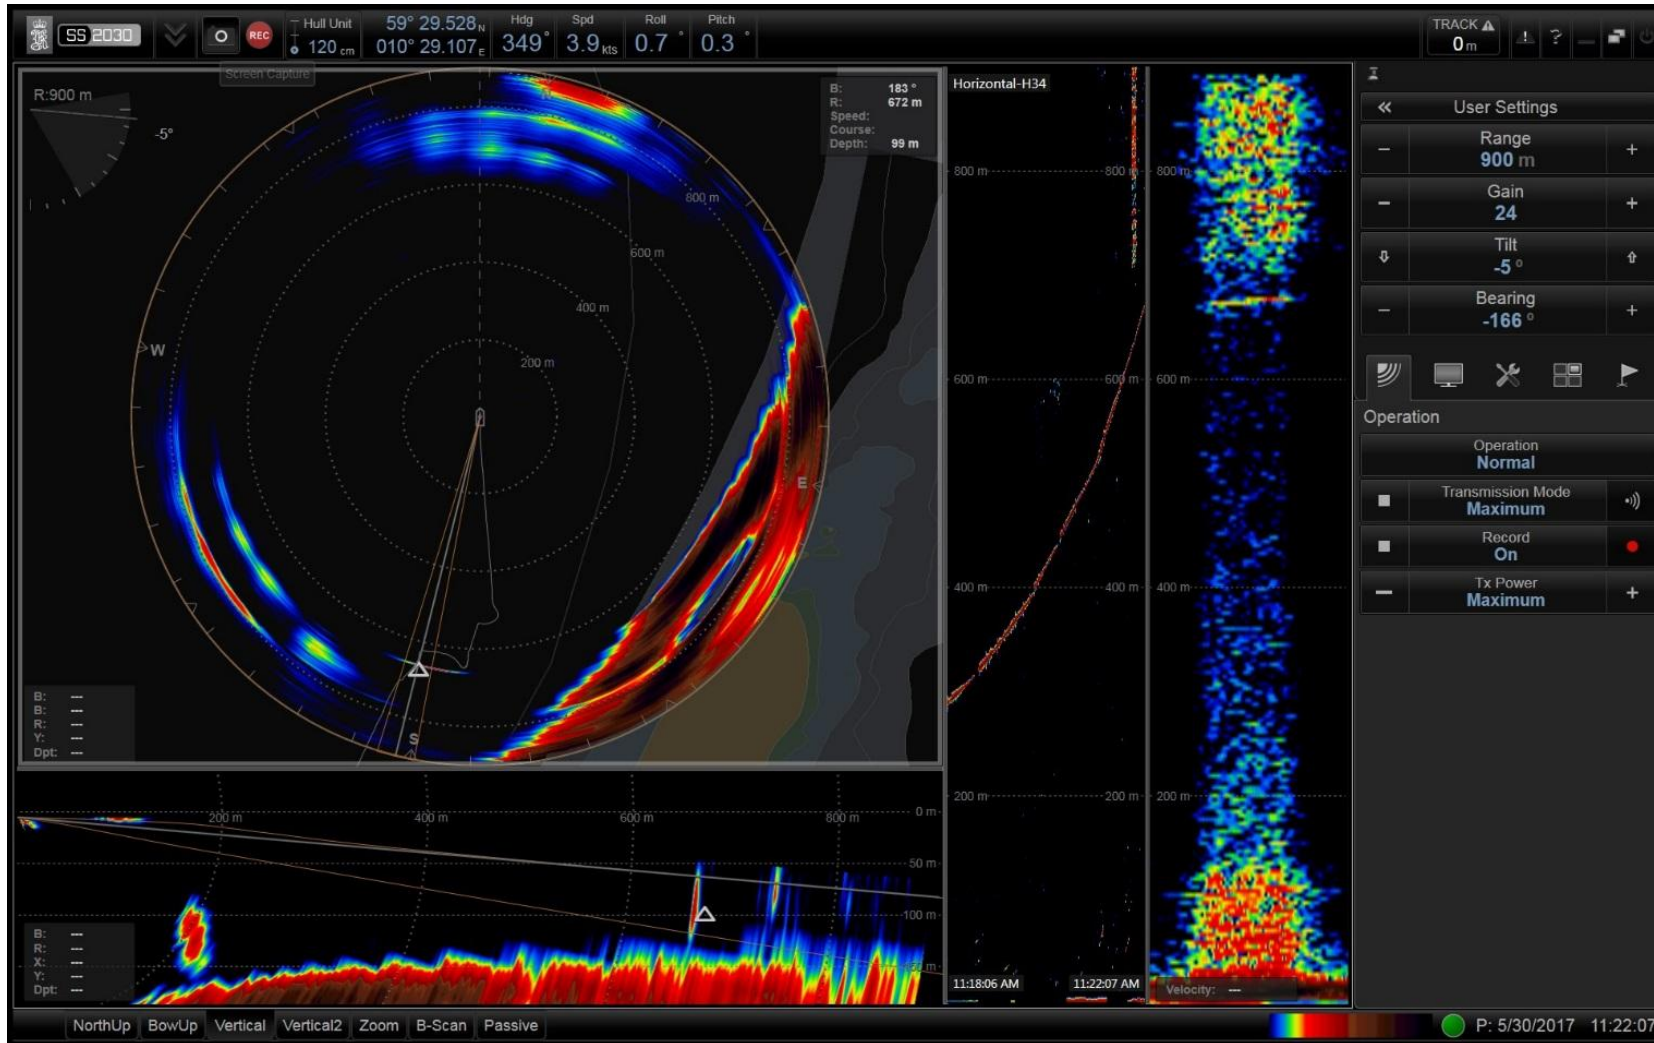 SS 2030
REC
Hull Unit
120 cm
59° 29.528 N
010° 29.107 E
Hdg
349°
Spd
3.9 kts
Roll
0.7 °
Pitch
0.3 °
TRACK
0 m
?
Screen Capture
R:900 m
-5°
B: 183 °
R: 672 m
Speed:
Course:
Depth: 99 m
800 m
600 m
400 m
200 m
W
E
S
B: ---
B: ---
R: ---
Y: ---
Dpt: ---
200 m
400 m
600 m
800 m
0 m
50 m
100 m
B: ---
R: ---
X: ---
Y: ---
Dpt: ---
Horizontal-H34
800 m
800 m
800 m
600 m
600 m
600 m
400 m
400 m
400 m
200 m
200 m
200 m
11:18:06 AM
11:22:07 AM
Velocity: ---
User Settings
Range
900 m
Gain
24
Tilt
-5 °
Bearing
-166 °
Operation
Operation
Normal
Transmission Mode
Maximum
Record
On
Tx Power
Maximum
NorthUp BowUp Vertical Vertical2 Zoom B-Scan Passive
P: 5/30/2017 11:22:07